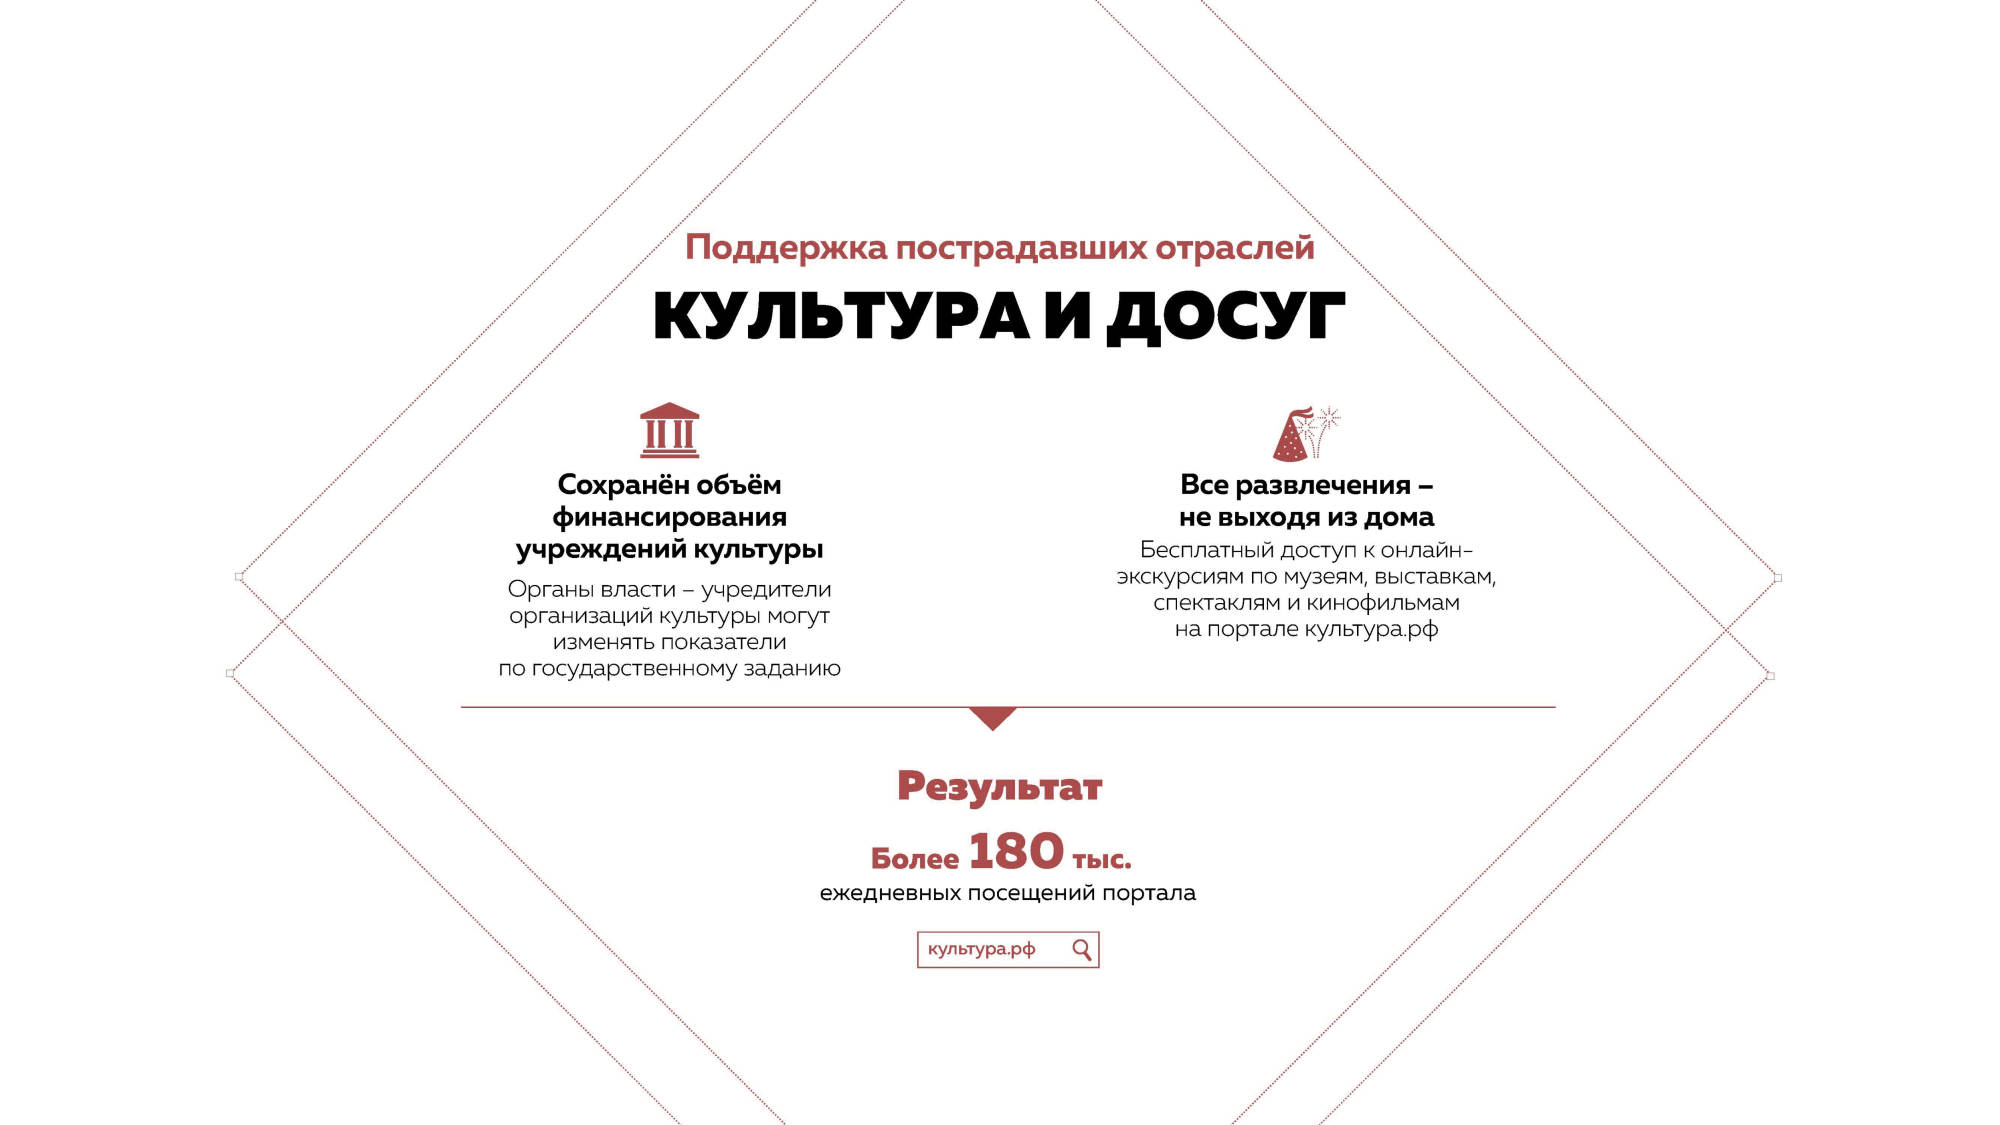 Поддержка пострадавших отраслей
КУЛЬТУРА И ДОСУГ
Сохранён объём
финансирования
учреждений культуры
Органы власти – учредители
организаций культуры могут
изменять показатели
по государственному заданию
Все развлечения –
не выходя из дома
Бесплатный доступ к онлайн-
экскурсиям по музеям, выставкам,
спектаклям и кинофильмам
на портале культура.рф
Результат
Более 180 тыс.
ежедневных посещений портала
культура.рф